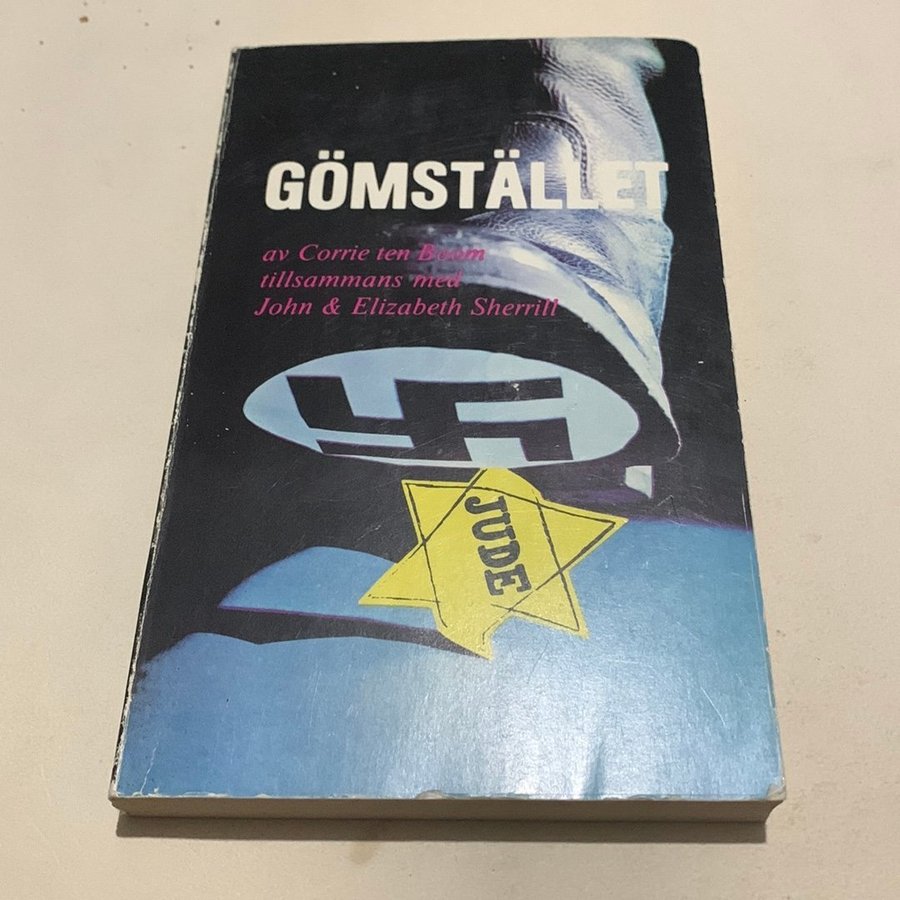 GÖMSTÄLLET
av Corrie ten Boom
tillsammans med
John & Elizabeth Sherrill
JUDE